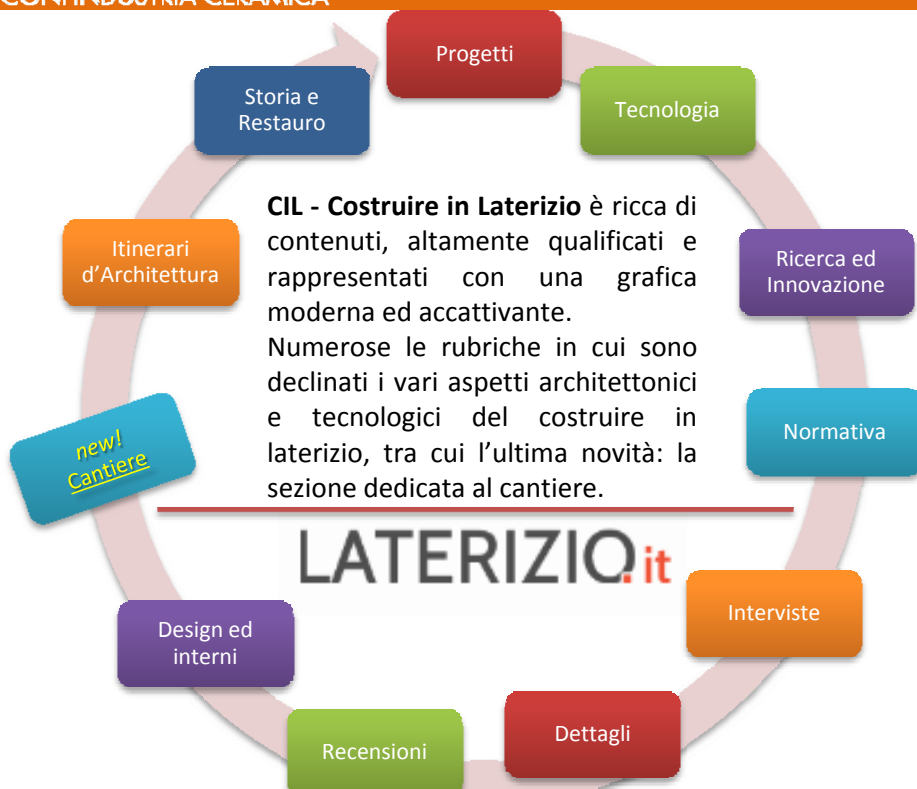 CONFINDUSTRIA CERAMICA
Progetti
Tecnologia
Ricerca ed
Innovazione
Normativa
Interviste
Dettagli
Recensioni
Design ed
interni
new!
Cantiere
Itinerari
d’Architettura
Storia e
Restauro
CIL - Costruire in Laterizio è ricca di
contenuti, altamente qualificati e
rappresentati con una grafica
moderna ed accattivante.
Numerose le rubriche in cui sono
declinati i vari aspetti architettonici
e tecnologici del costruire in
laterizio, tra cui l’ultima novità: la
sezione dedicata al cantiere.
LATERIZIO.it